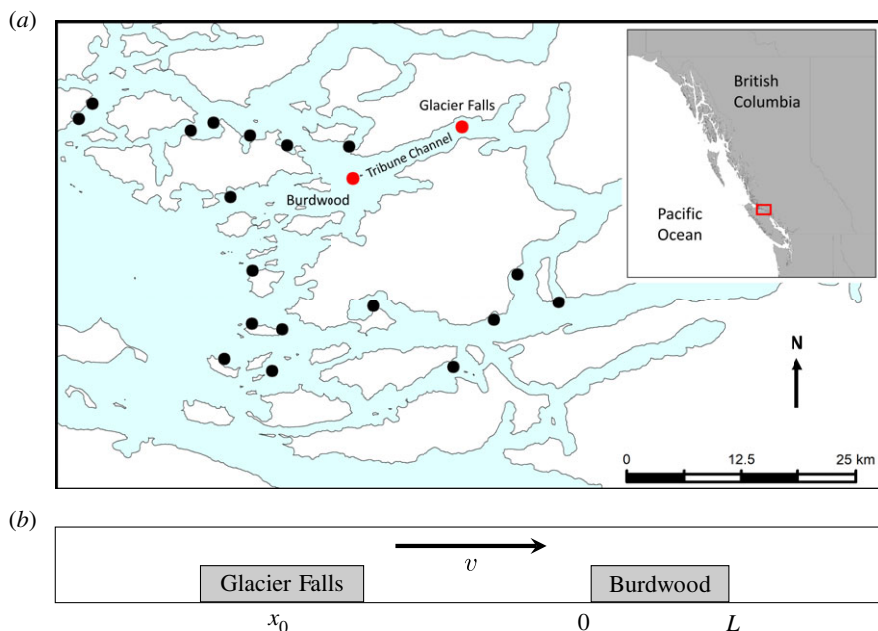 (a)
British
Columbia
Glacier Falls
Tribune Channel
Burdwood
Pacific
Ocean
N
0 12.5 25 km
(b)
v
Glacier Falls Burdwood
x0 0 L